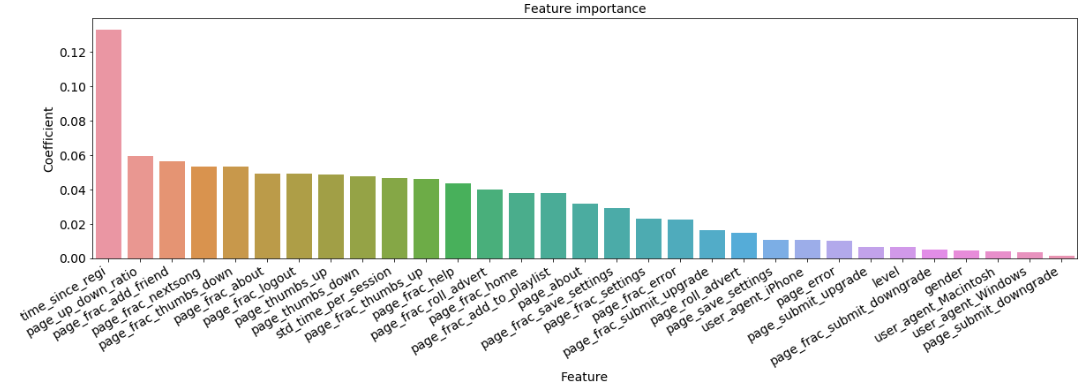 Feature importance
Coefficient
0.12
0.10
0.08
0.06
0.04
0.02
0.00
time_since_regi
page_up_down_ratio
page_frac_add_friend
page_frac_nextsong
page_frac_thumbs_down
page_frac_about
page_frac_logout
page_thumbs_up
page_thumbs_down
std_time_per_session
page_frac_thumbs_up
page_frac_help
page_frac_roll_advert
page_frac_home
page_frac_add_to_playlist
page_about
page_frac_save_settings
page_frac_settings
page_frac_error
page_frac_submit_upgrade
page_roll_advert
page_save_settings
user_agent_iPhone
page_error
page_submit_upgrade
level
page_frac_submit_downgrade
gender
user_agent_Macintosh
user_agent_Windows
page_submit_downgrade
Feature